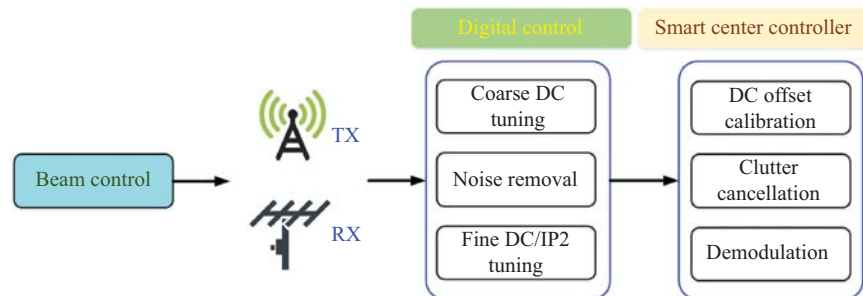 Digital control
Smart center controller
Beam control
TX
RX
Coarse DC
tuning
Noise removal
Fine DC/IP2
tuning
DC offset
calibration
Clutter
cancellation
Demodulation